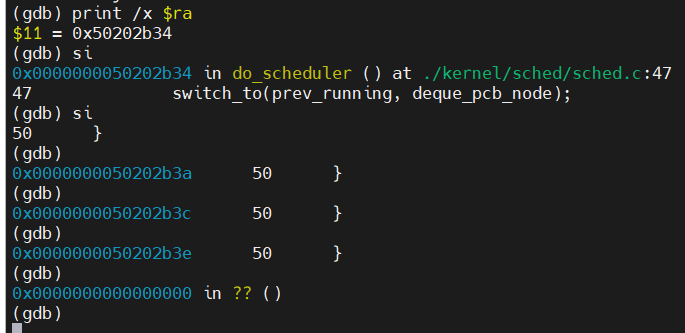 (gdb) print /x $ra
$11 = 0x50202b34
(gdb) si
0x0000000050202b34 in do_scheduler () at ./kernel/sched/sched.c:47
47              switch_to(prev_running, deque_pcb_node);
(gdb) si
50      }
(gdb)
0x0000000050202b3a      50      }
(gdb)
0x0000000050202b3c      50      }
(gdb)
0x0000000050202b3e      50      }
(gdb)
0x0000000000000000 in ?? ()
(gdb)